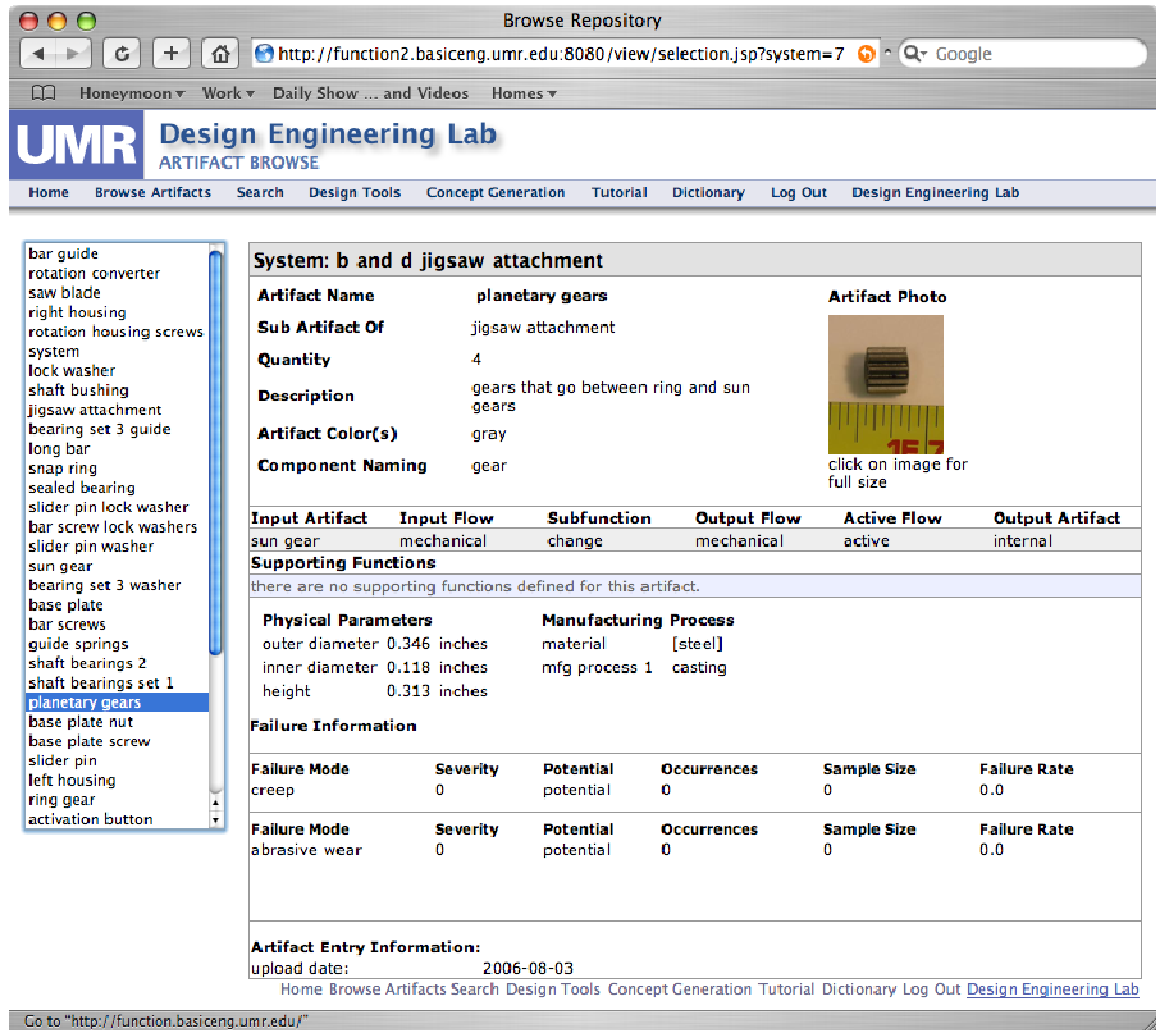 Browse Repository
http://function2.basiceng.umr.edu:8080/view/selection.jsp?system=7
Google
Honeymoon Work Daily Show ... and Videos Homes
UMR
Design Engineering Lab
ARTIFACT BROWSE
Home Browse Artifacts Search Design Tools Concept Generation Tutorial Dictionary Log Out Design Engineering Lab
bar guide
rotation converter
saw blade
right housing
rotation housing screws
system
lock washer
shaft bushing
jigsaw attachment
bearing set 3 guide
long bar
snap ring
sealed bearing
slider pin lock washer
bar screw lock washers
slider pin washer
sun gear
bearing set 3 washer
base plate
bar screws
guide springs
shaft bearings 2
shaft bearings set 1
planetary gears
base plate nut
base plate screw
slider pin
left housing
ring gear
activation button
System: b and d jigsaw attachment
Artifact Name planetary gears
Sub Artifact Of jigsaw attachment
Quantity 4
Description gears that go between ring and sun
gears
Artifact Color(s) gray
Component Naming gear
Artifact Photo
15 7
click on image for
full size
Input Artifact Input Flow Subfunction Output Flow Active Flow Output Artifact
sun gear mechanical change mechanical active internal
Supporting Functions
there are no supporting functions defined for this artifact.
Physical Parameters Manufacturing Process
outer diameter 0.346 inches material [steel]
inner diameter 0.118 inches mfg process 1 casting
height 0.313 inches
Failure Information
Failure Mode Severity Potential Occurrences Sample Size Failure Rate
creep 0 potential 0 0 0.0
Failure Mode Severity Potential Occurrences Sample Size Failure Rate
abrasive wear 0 potential 0 0 0.0
Artifact Entry Information:
upload date: 2006-08-03
Home Browse Artifacts Search Design Tools Concept Generation Tutorial Dictionary Log Out Design Engineering Lab
Go to "http://function.basiceng.umr.edu/"